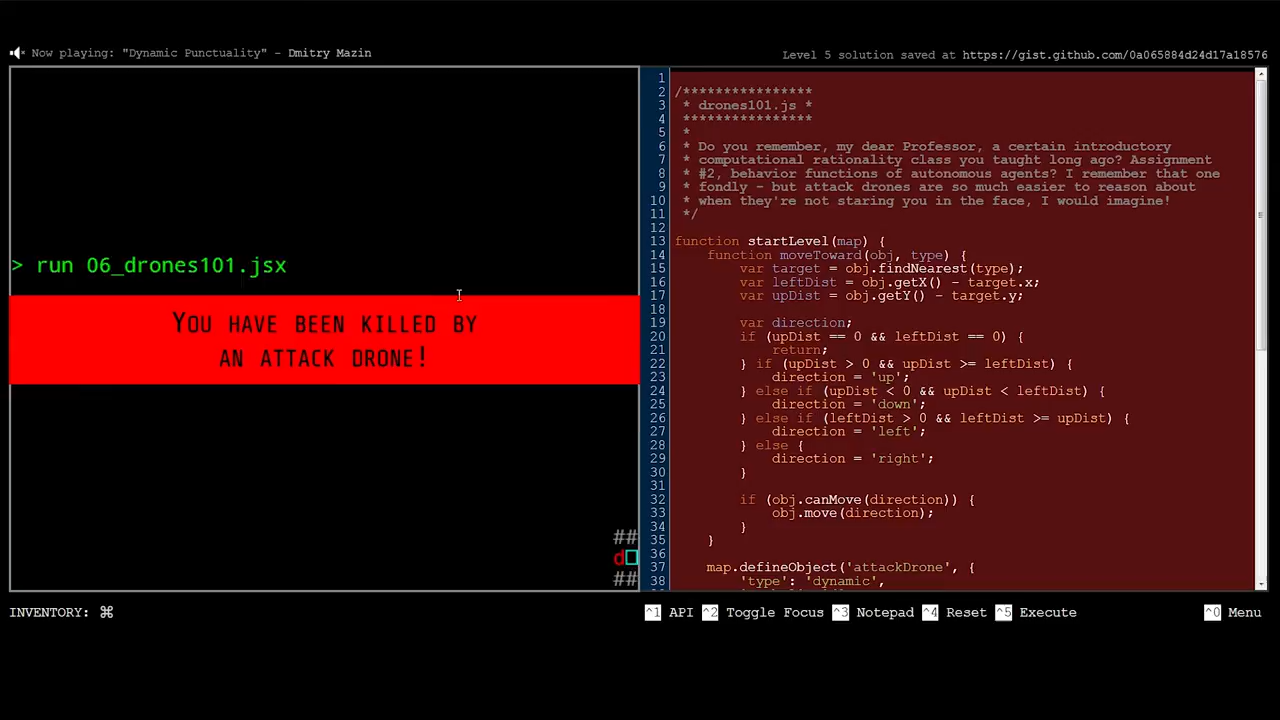 Now playing: "Dynamic Punctuality" - Dmitry Mazin
Level 5 solution saved at https://gist.github.com/0a065884d24d17a18576
> run 06_drones101.jsx
YOU HAVE BEEN KILLED BY
AN ATTACK DRONE!
##
d
##
1
2 /****************
3 * drones101.js *
4 ****************
5 *
6 * Do you remember, my dear Professor, a certain introductory
7 * computational rationality class you taught long ago? Assignment
8 * #2, behavior functions of autonomous agents? I remember that one
9 * fondly - but attack drones are so much easier to reason about
10 * when they're not staring you in the face, I would imagine!
11 */
12
13 function startLevel(map) {
14 function moveToward(obj, type) {
15 var target = obj.findNearest(type);
16 var leftDist = obj.getX() - target.x;
17 var upDist = obj.getY() - target.y;
18
19 var direction;
20 if (upDist == 0 && leftDist == 0) {
21 return;
22 } if (upDist > 0 && upDist >= leftDist) {
23 direction = 'up';
24 } else if (upDist < 0 && upDist < leftDist) {
25 direction = 'down';
26 } else if (leftDist > 0 && leftDist >= upDist) {
27 direction = 'left';
28 } else {
29 direction = 'right';
30 }
31
32 if (obj.canMove(direction)) {
33 obj.move(direction);
34 }
35 }
36
37 map.defineObject('attackDrone', {
38 'type': 'dynamic',
INVENTORY: ⌘
^1 API ^2 Toggle Focus ^3 Notepad ^4 Reset ^5 Execute ^0 Menu